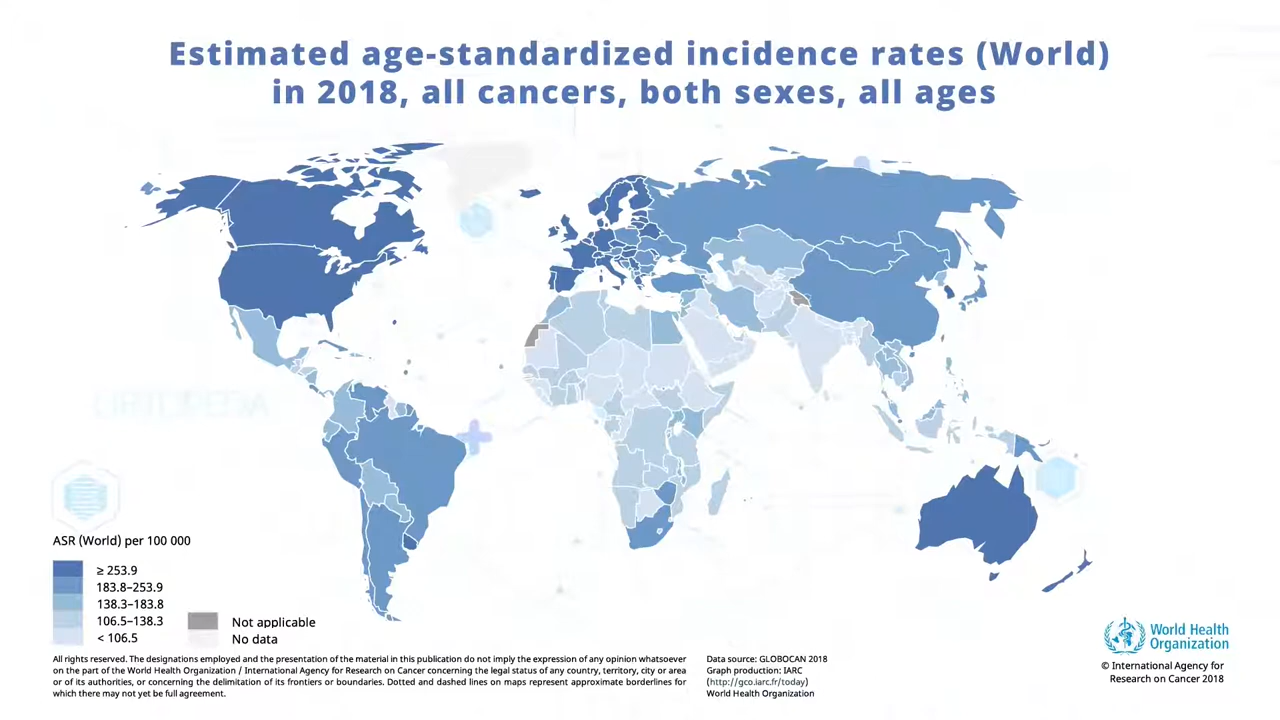 Estimated age-standardized incidence rates (World)
in 2018, all cancers, both sexes, all ages
ASR (World) per 100 000
≥ 253.9
183.8–253.9
138.3–183.8
106.5–138.3
< 106.5
Not applicable
No data
All rights reserved. The designations employed and the presentation of the material in this publication do not imply the expression of any opinion whatsoever
on the part of the World Health Organization / International Agency for Research on Cancer concerning the legal status of any country, territory, city or area
or of its authorities, or concerning the delimitation of its frontiers or boundaries. Dotted and dashed lines on maps represent approximate borderlines for
which there may not yet be full agreement.
Data source: GLOBOCAN 2018
Graph production: IARC
(http://gco.iarc.fr/today)
World Health Organization
World Health
Organization
© International Agency for
Research on Cancer 2018